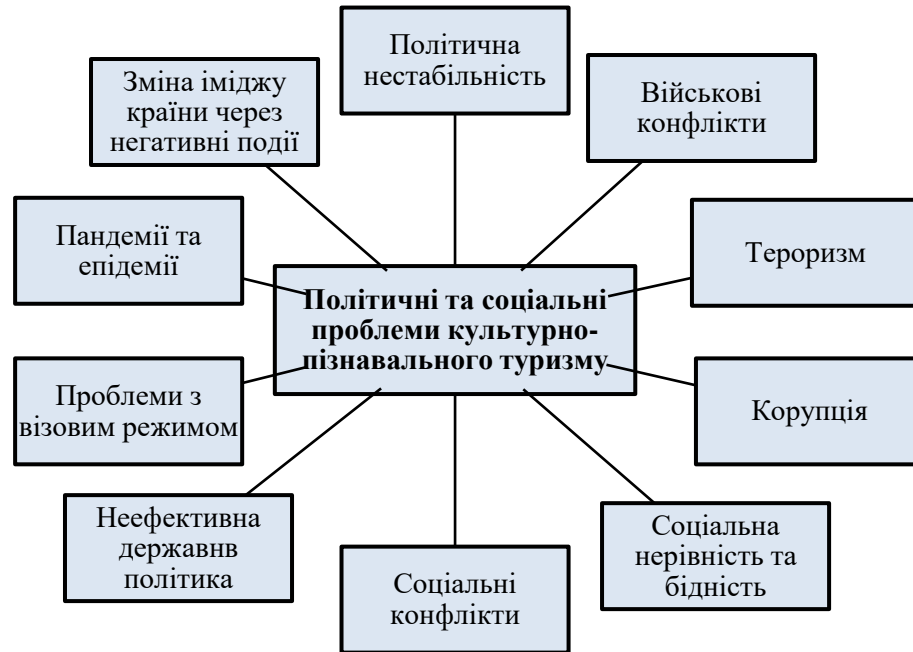 Політична
нестабільність
Військові
конфлікти
Тероризм
Корупція
Соціальна
нерівність та
бідність
Соціальні
конфлікти
Неефективна
державнв
політика
Проблеми з
візовим режимом
Пандемії та
епідемії
Зміна іміджу
країни через
негативні події
Політичні та соціальні
проблеми культурно-
пізнавального туризму